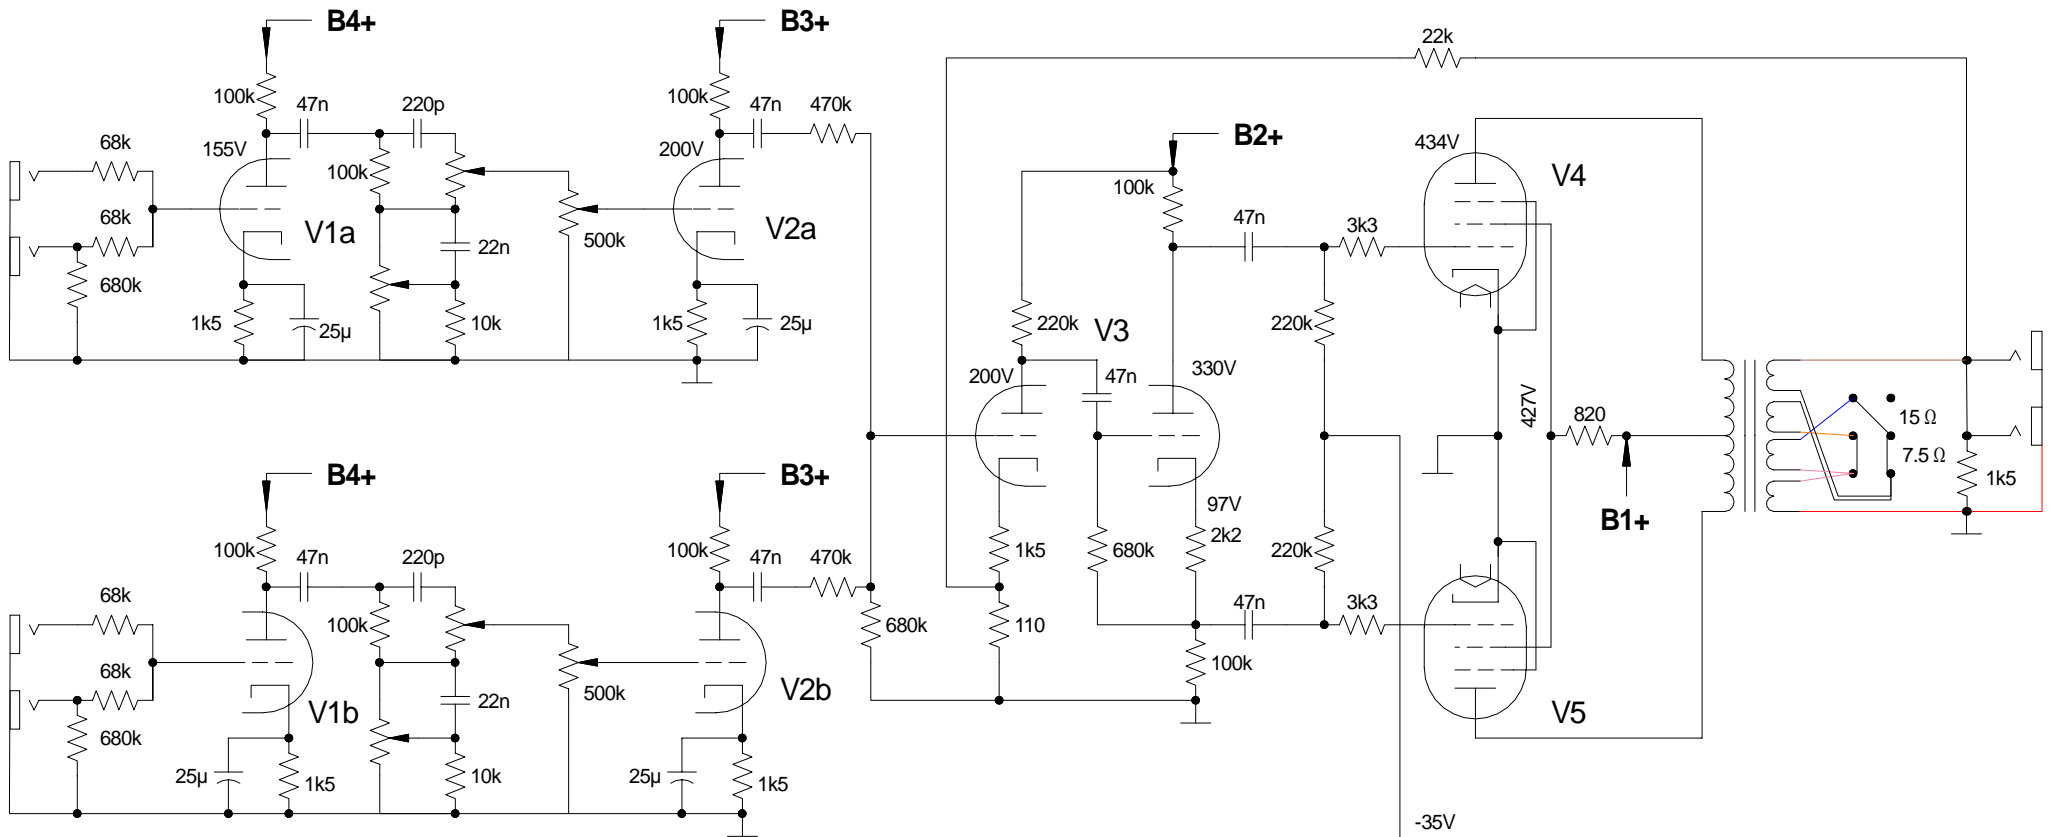 B4+
B3+
22k
100k
47n
220p
100k
47n
470k
68k
155V
100k
200V
B2+
100k
434V
V4
68k
V1a
22n
500k
V2a
47n
3k3
680k
1k5
25µ
10k
1k5
25µ
220k
V3
220k
200V
47n
330V
427V
820
15 Ω
7.5 Ω
1k5
B4+
B3+
97V
2k2
B1+
100k
47n
220p
100k
47n
470k
1k5
680k
220k
68k
100k
680k
110
47n
3k3
68k
100k
V1b
22n
500k
V2b
V5
680k
25µ
1k5
10k
25µ
1k5
-35V